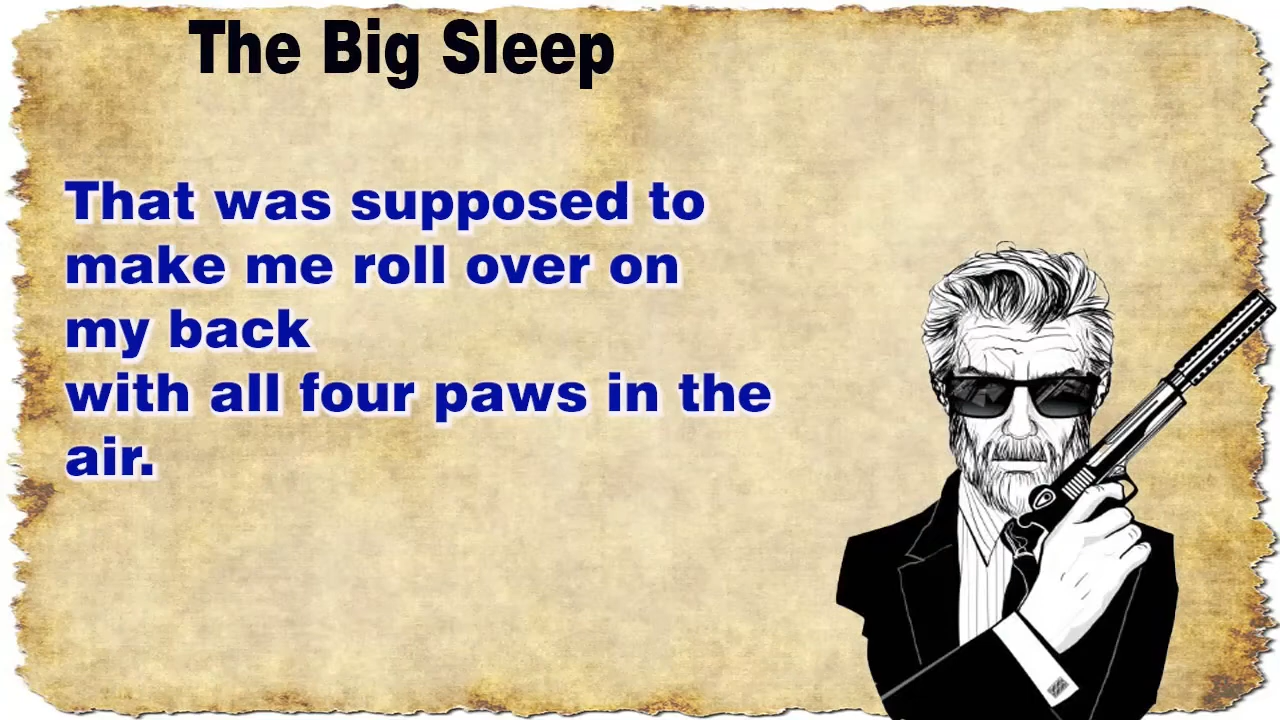 The Big Sleep
That was supposed to
make me roll over on
my back
with all four paws in the
air.